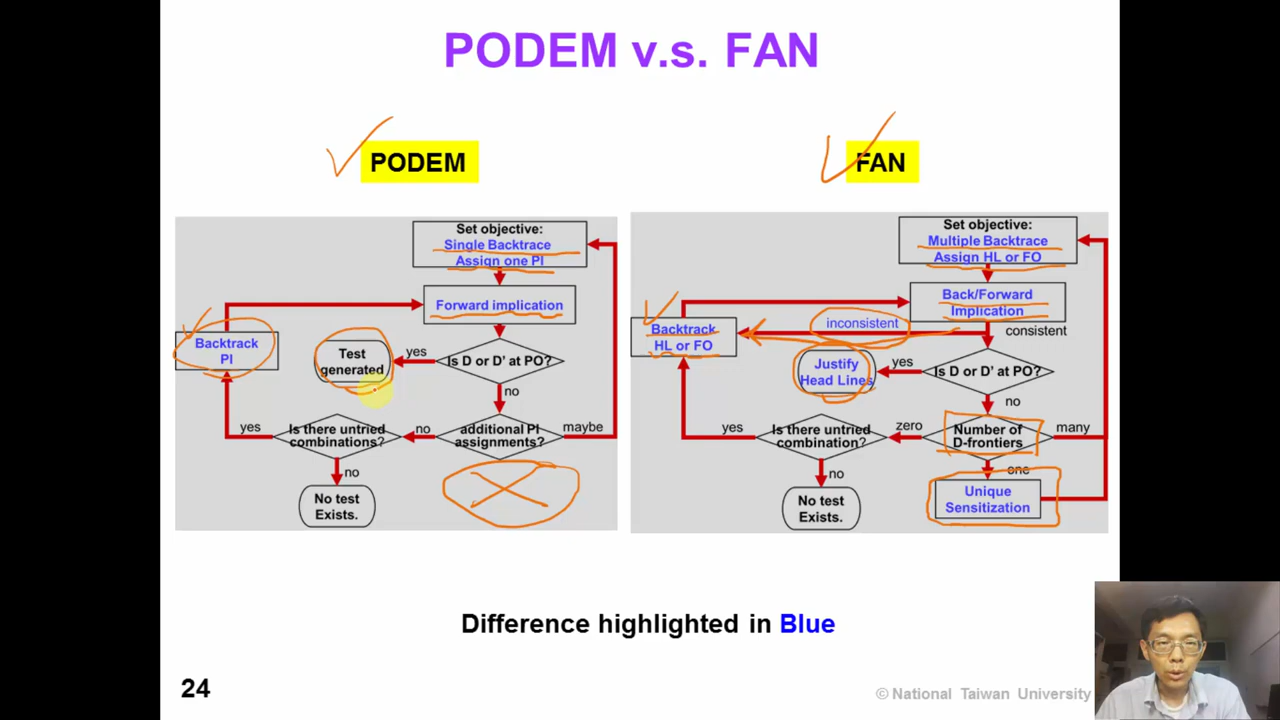 PODEM v.s. FAN
PODEM
Set objective:
Single Backtrace
Assign one PI
Forward implication
Backtrack
PI
Test
generated
yes
Is D or D' at PO?
no
yes
Is there untried
combinations?
no
additional PI
assignments?
maybe
no
No test
Exists.
FAN
Set objective:
Multiple Backtrace
Assign HL or FO
Back/Forward
Implication
Backtrack
HL or FO
inconsistent
consistent
Justify
Head Lines
yes
Is D or D' at PO?
no
yes
Is there untried
combination?
zero
Number of
D-frontiers
many
no
one
No test
Exists.
Unique
Sensitization
Difference highlighted in Blue
24
© National Taiwan University